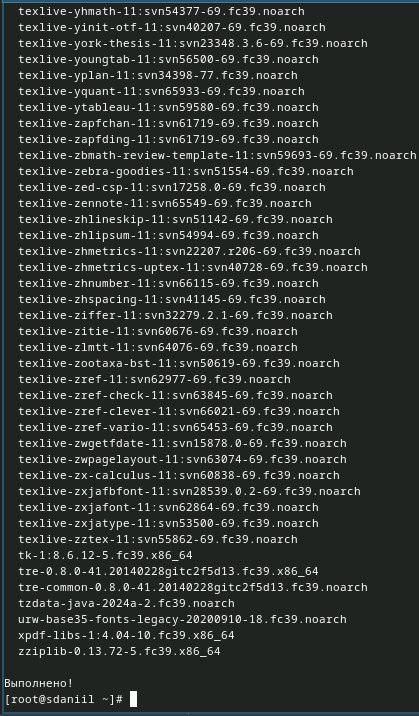 texlive-yhmath-11:svn54377-69.fc39.noarch
texlive-yinit-otf-11:svn40207-69.fc39.noarch
texlive-york-thesis-11:svn23348.3.6-69.fc39.noarch
texlive-youngtab-11:svn56500-69.fc39.noarch
texlive-yplan-11:svn34398-77.fc39.noarch
texlive-yquant-11:svn65933-69.fc39.noarch
texlive-ytableau-11:svn59580-69.fc39.noarch
texlive-zapfchan-11:svn61719-69.fc39.noarch
texlive-zapfding-11:svn61719-69.fc39.noarch
texlive-zbmath-review-template-11:svn59693-69.fc39.noarch
texlive-zebra-goodies-11:svn51554-69.fc39.noarch
texlive-zed-csp-11:svn17258.0-69.fc39.noarch
texlive-zennote-11:svn65549-69.fc39.noarch
texlive-zhlineskip-11:svn51142-69.fc39.noarch
texlive-zhlipsum-11:svn54994-69.fc39.noarch
texlive-zhmetrics-11:svn22207.r206-69.fc39.noarch
texlive-zhmetrics-uptex-11:svn40728-69.fc39.noarch
texlive-zhnumber-11:svn66115-69.fc39.noarch
texlive-zhspacing-11:svn41145-69.fc39.noarch
texlive-ziffer-11:svn32279.2.1-69.fc39.noarch
texlive-zitie-11:svn60676-69.fc39.noarch
texlive-zlmtt-11:svn64076-69.fc39.noarch
texlive-zootaxa-bst-11:svn50619-69.fc39.noarch
texlive-zref-11:svn62977-69.fc39.noarch
texlive-zref-check-11:svn63845-69.fc39.noarch
texlive-zref-clever-11:svn66021-69.fc39.noarch
texlive-zref-vario-11:svn65453-69.fc39.noarch
texlive-zwgetfdate-11:svn15878.0-69.fc39.noarch
texlive-zwpagelayout-11:svn63074-69.fc39.noarch
texlive-zx-calculus-11:svn60838-69.fc39.noarch
texlive-zxjafbfont-11:svn28539.0.2-69.fc39.noarch
texlive-zxjafont-11:svn62864-69.fc39.noarch
texlive-zxjatype-11:svn53500-69.fc39.noarch
texlive-zztex-11:svn55862-69.fc39.noarch
tk-1:8.6.12-5.fc39.x86_64
tre-0.8.0-41.20140228gitc2f5d13.fc39.x86_64
tre-common-0.8.0-41.20140228gitc2f5d13.fc39.noarch
tzdata-java-2024a-2.fc39.noarch
urw-base35-fonts-legacy-20200910-18.fc39.noarch
xpdf-libs-1:4.04-10.fc39.x86_64
zziplib-0.13.72-5.fc39.x86_64
Выполнено!
[root@sdaniil ~]#